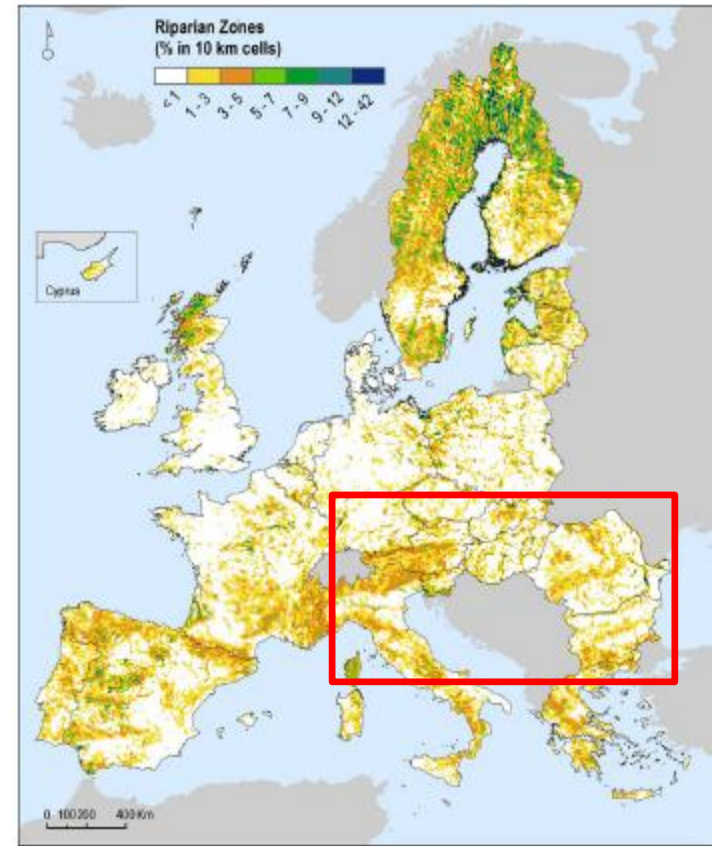 Riparian Zones
(% in 10 km cells)
<1 1-3 3-5 5-7 7-9 9-12 12-42
Cyprus
0 100 200 400 Km